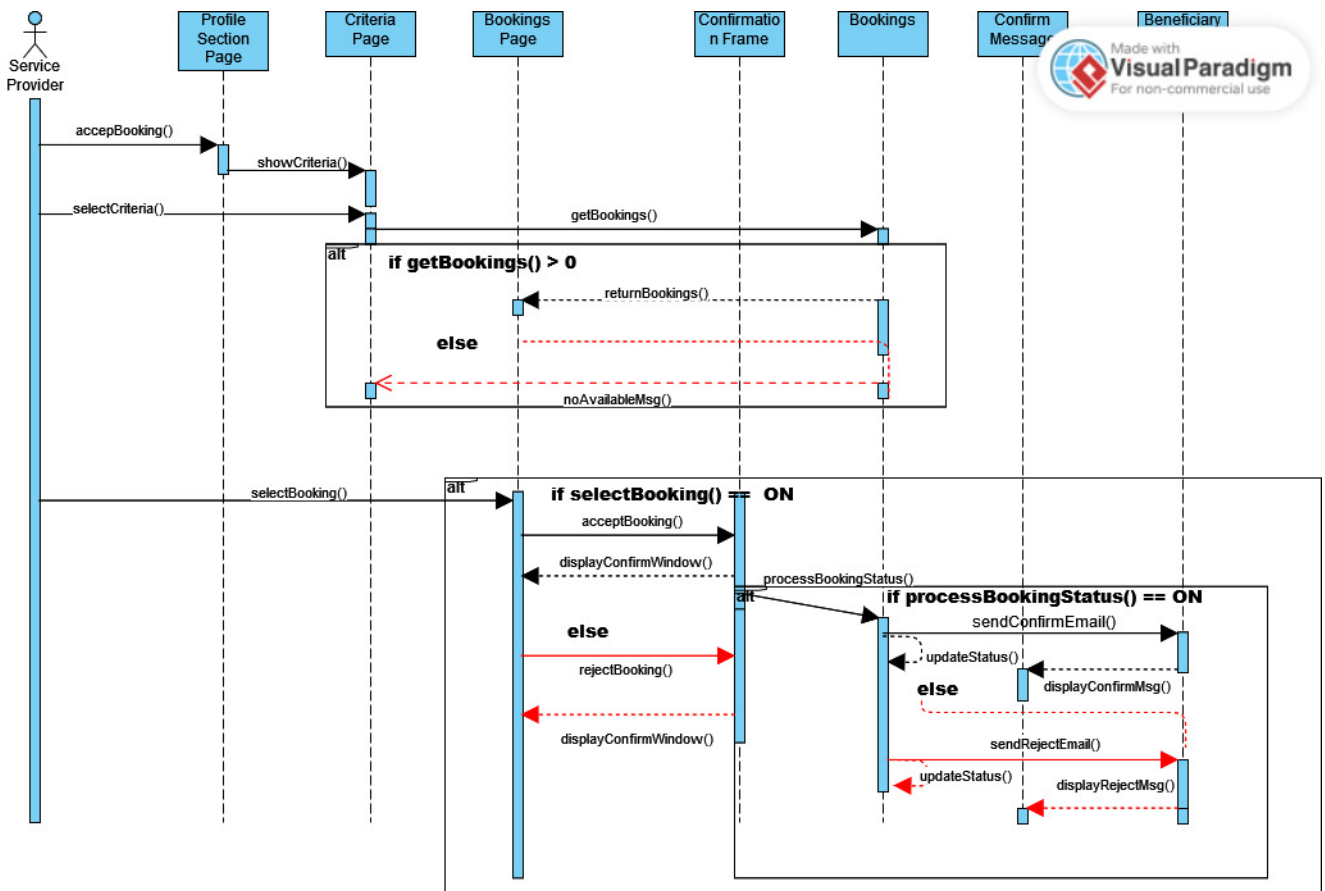 Profile
Section
Page
Criteria
Page
Bookings
Page
Confirmatio
n Frame
Bookings
Confirm
Message
Beneficiary
Made with
Visual Paradigm
For non-commercial use
Service
Provider
accepBooking()
showCriteria()
selectCriteria()
getBookings()
alt
if getBookings() > 0
returnBookings()
else
noAvailableMsg()
selectBooking()
alt
if selectBooking() == ON
acceptBooking()
displayConfirmWindow()
processBookingStatus()
alt
if processBookingStatus() == ON
sendConfirmEmail()
else
updateStatus()
rejectBooking()
displayConfirmMsg()
else
displayConfirmWindow()
sendRejectEmail()
updateStatus()
displayRejectMsg()